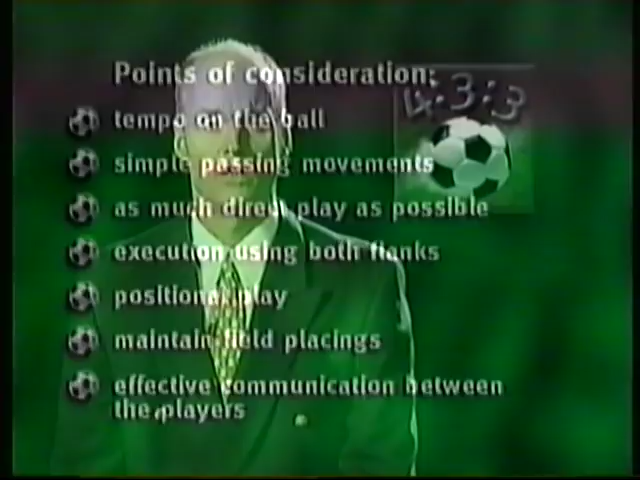 Points of consideration:
4:3:3
tempo on the ball
simple passing movements
as much direct play as possible
execution using both flanks
positional play
maintain field placings
effective communication between
the players